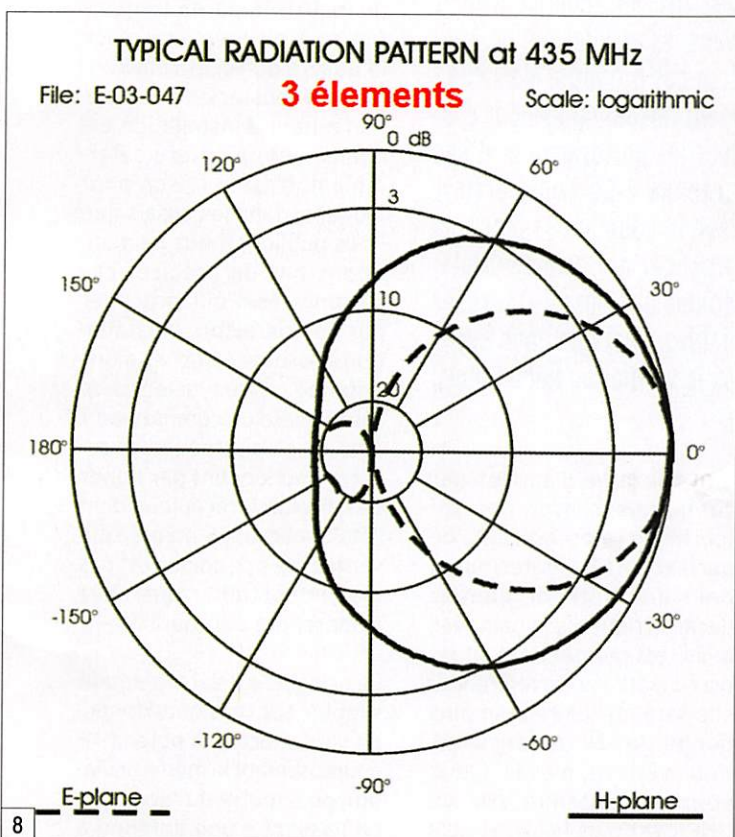 TYPICAL RADIATION PATTERN at 435 MHz
File: E-03-047 3 élements Scale: logarithmic
90°
0 dB
120° 60°
3
150° 30°
10
20
180° 0°
-150° -30°
-120° -60°
-90°
E-plane H-plane
8